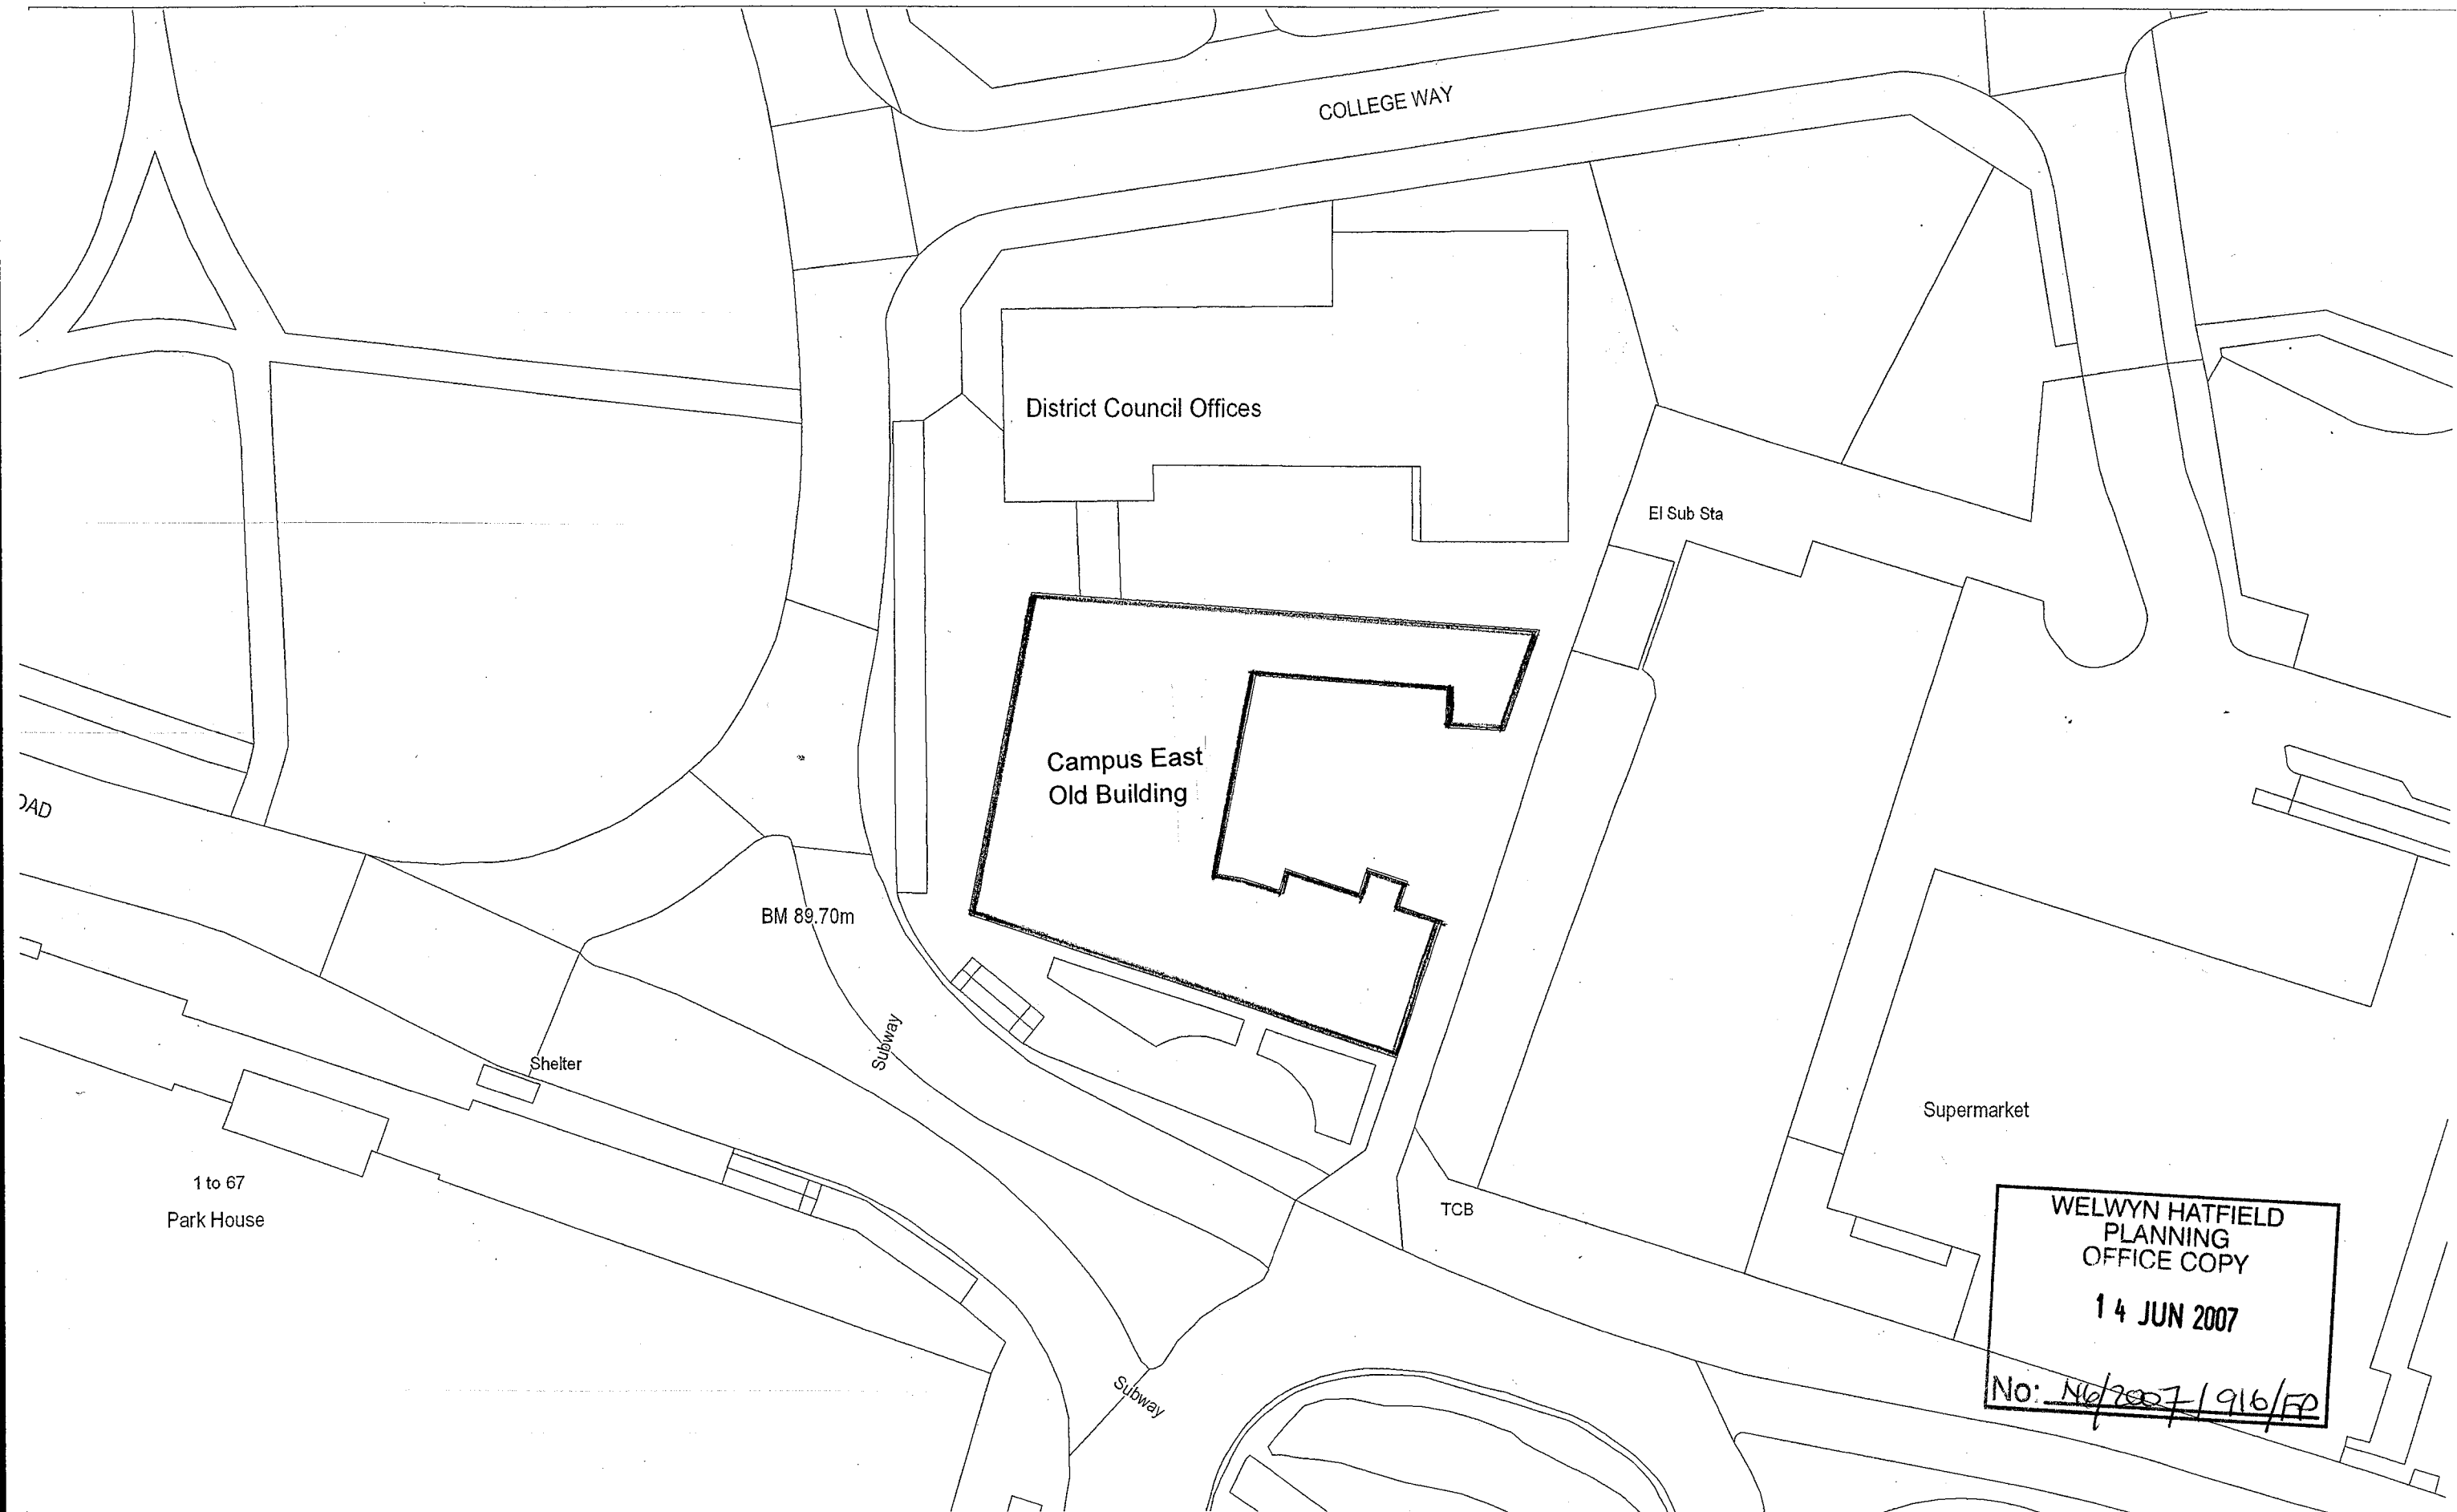 COLLEGE WAY
District Council Offices
El Sub Sta
Campus East
Old Building
OAD
BM 89.70m
Subway
Shelter
1 to 67
Park House
TCB
Supermarket
Subway
WELWYN HATFIELD
PLANNING
OFFICE COPY
14 JUN 2007
No: N6/2007/916/FP